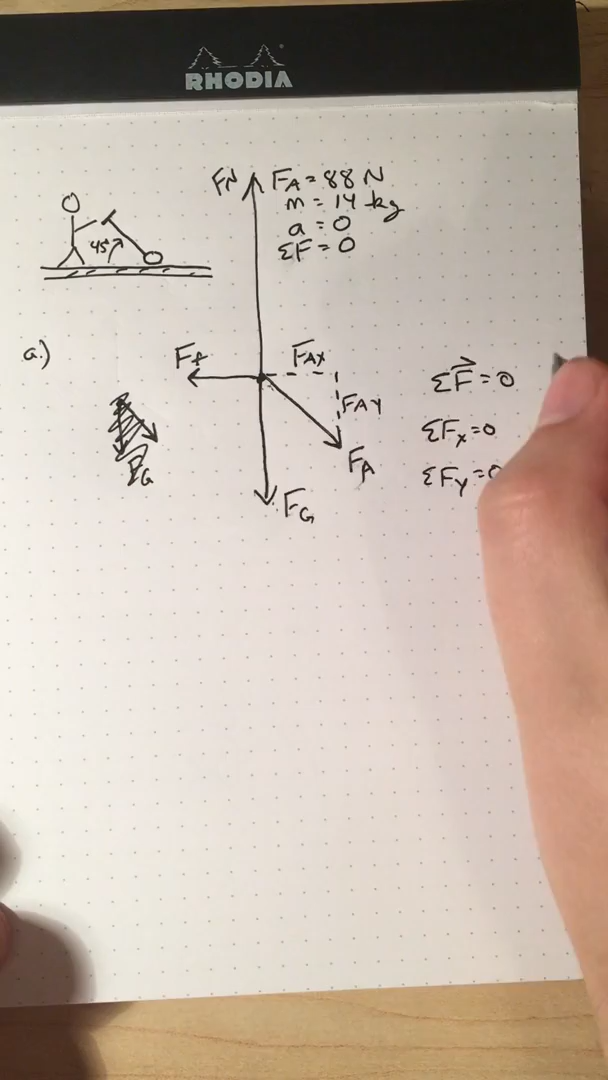 RHODIA
FN
FA = 88 N
m = 14 kg
a = 0
ΣF = 0
45°
a.)
Ff
FAx
FAy
FA
FG
FG
ΣF⃗ = 0
ΣFx = 0
ΣFy = 0